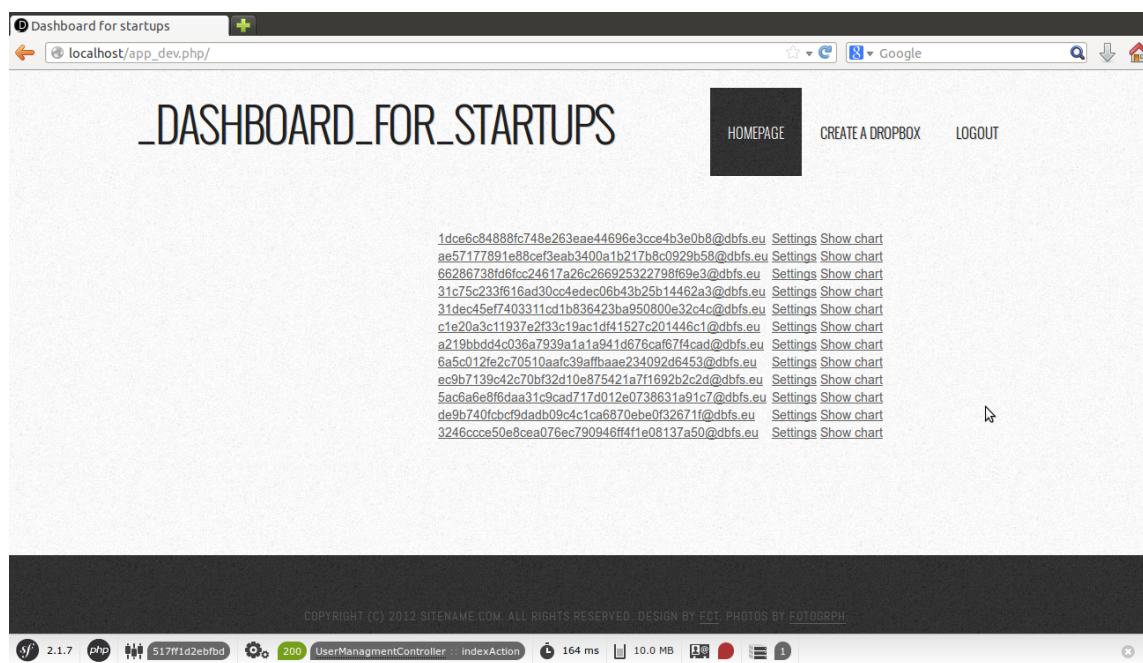 Dashboard for startups
localhost/app_dev.php/
Google
_DASHBOARD_FOR_STARTUPS
HOMEPAGE CREATE A DROPBOX LOGOUT
1dce6c84888fc748e263eae44696e3cce4b3e0b8@dbfs.eu Settings Show chart
ae57177891e88cef3eab3400a1b217b8c0929b58@dbfs.eu Settings Show chart
66286738fd6fcc24617a26c266925322798f69e3@dbfs.eu Settings Show chart
31c75c233f616ad30cc4edec06b43b25b14462a3@dbfs.eu Settings Show chart
31dec45ef7403311cd1b836423ba950800e32c4c@dbfs.eu Settings Show chart
c1e20a3c11937e2f33c19ac1df41527c201446c1@dbfs.eu Settings Show chart
a219bbdd4c036a7939a1a1a941d676caf67f4cad@dbfs.eu Settings Show chart
6a5c012fe2c70510aafc39affbaae234092d6453@dbfs.eu Settings Show chart
ec9b7139c42c70bf32d10e875421a7f1692b2c2d@dbfs.eu Settings Show chart
5ac6a6e8f6daa31c9cad717d012e0738631a91c7@dbfs.eu Settings Show chart
de9b740fcbcf9dadb09c4c1ca6870ebe0f32671f@dbfs.eu Settings Show chart
3246ccce50e8cea076ec790946ff4f1e08137a50@dbfs.eu Settings Show chart
COPYRIGHT (C) 2012 SITENAME.COM. ALL RIGHTS RESERVED. DESIGN BY FCT. PHOTOS BY FOTOGRPH.
sf 2.1.7 php 517ff1d2ebfbd 200 UserManagmentController :: indexAction 164 ms 10.0 MB 1